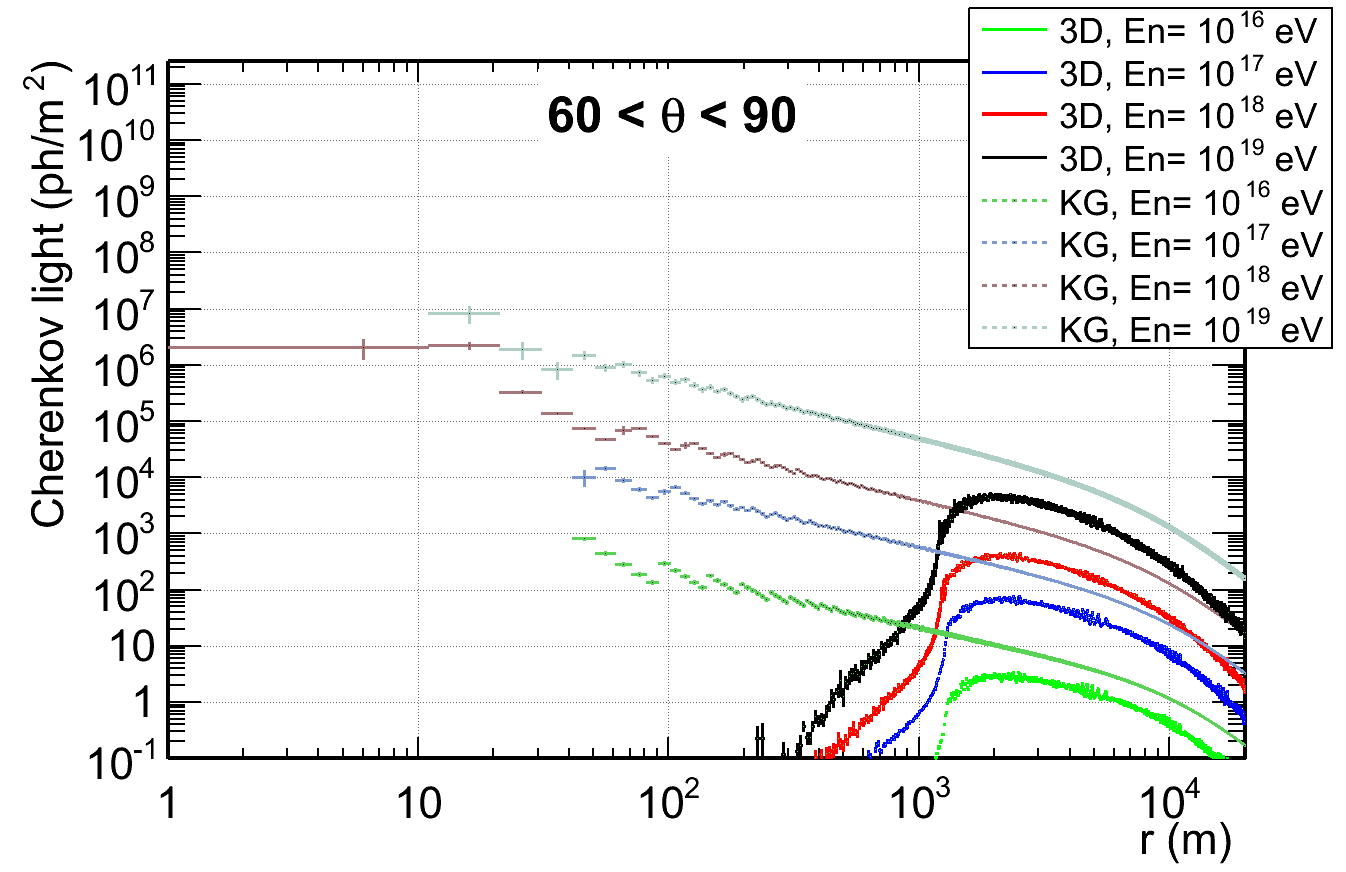 3D, En= 10^16 eV
3D, En= 10^17 eV
3D, En= 10^18 eV
3D, En= 10^19 eV
KG, En= 10^16 eV
KG, En= 10^17 eV
KG, En= 10^18 eV
KG, En= 10^19 eV
60 < θ < 90
Cherenkov light (ph/m^2)
10^11
10^10
10^9
10^8
10^7
10^6
10^5
10^4
10^3
10^2
10
1
10^-1
1 10 10^2 10^3 10^4
r (m)